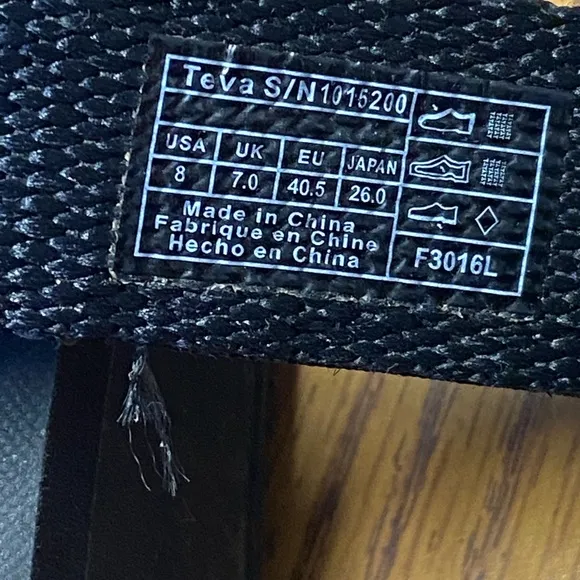 Teva S/N1015200
USA UK EU JAPAN
8 7.0 40.5 26.0
Made in China
Fabrique en Chine
Hecho en China
F3016L